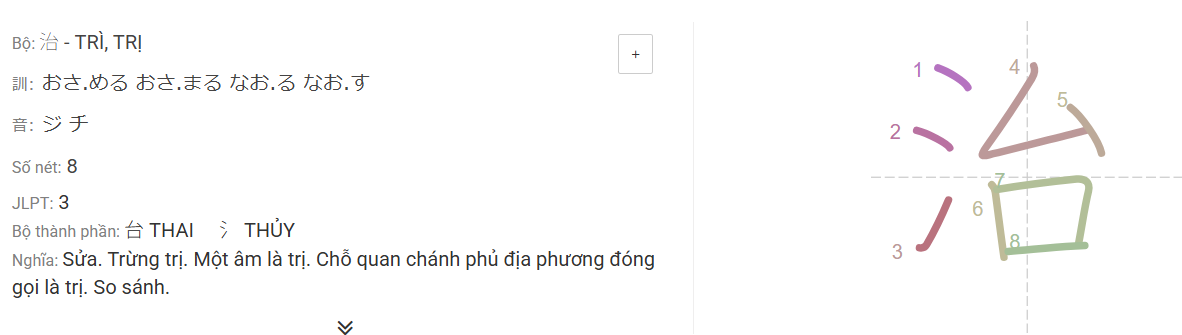 Bộ: 治 - TRÌ, TRỊ
+
訓: おさ.める おさ.まる なお.る なお.す
音: ジ チ
Số nét: 8
JLPT: 3
Bộ thành phần: 台 THAI 氵 THỦY
Nghĩa: Sửa. Trừng trị. Một âm là trị. Chỗ quan chánh phủ địa phương đóng
gọi là trị. So sánh.
治
1
2
3
4
5
6
7
8